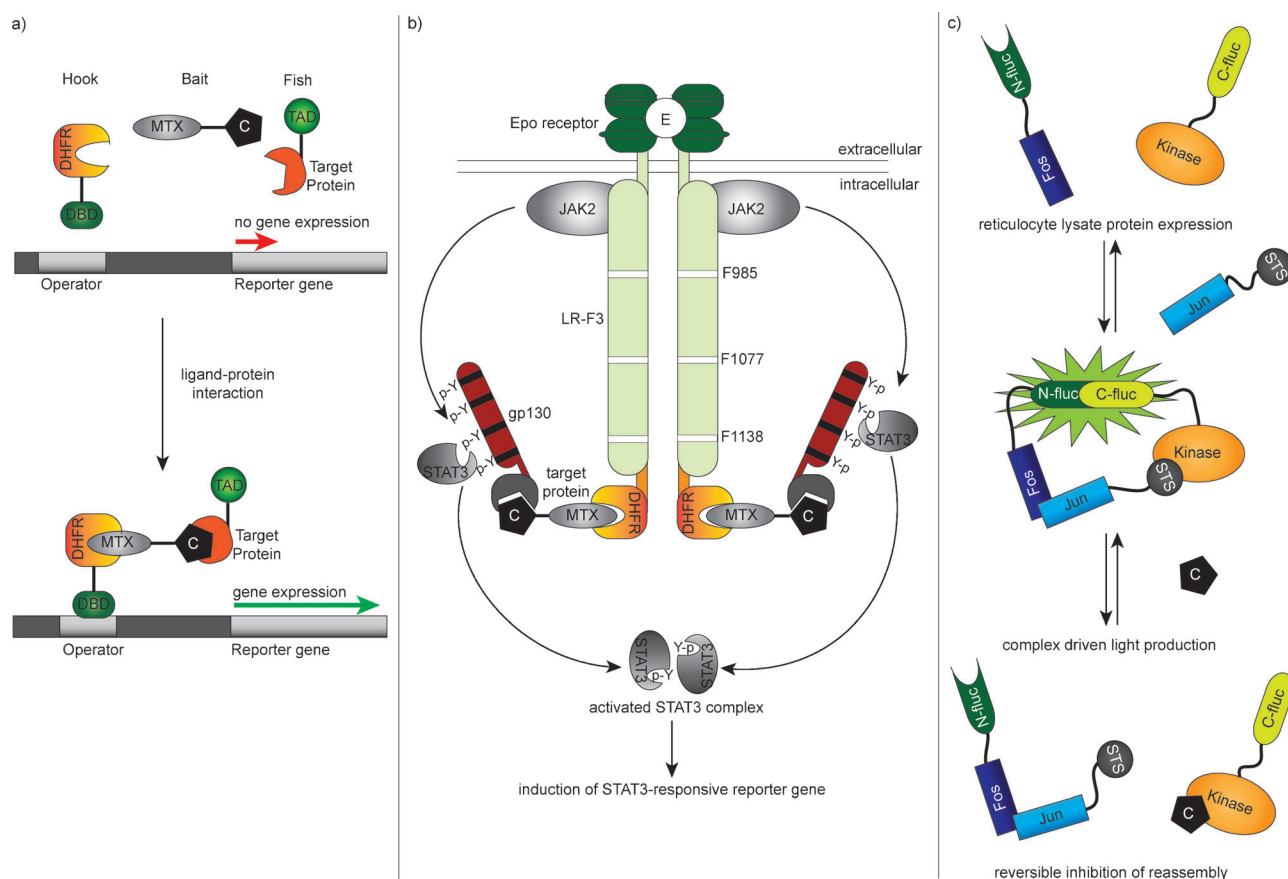 a)
Hook
Bait
Fish
DHFR
DBD
MTX
C
TAD
Target
Protein
no gene expression
Operator
Reporter gene
ligand-protein
interaction
TAD
DHFR
MTX
C
Target
Protein
DBD
gene expression
Operator
Reporter gene
b)
Epo receptor
E
extracellular
intracellular
JAK2
JAK2
F985
LR-F3
F1077
F1138
p-Y
p-Y
p-Y
p-Y
gp130
STAT3
Y-p
Y-p
Y-p
Y-p
STAT3
target
protein
C
MTX
DHFR
DHFR
MTX
C
STAT3
p-Y
Y-p
STAT3
activated STAT3 complex
induction of STAT3-responsive reporter gene
c)
N-fluc
Fos
C-fluc
Kinase
reticulocyte lysate protein expression
STS
Jun
N-fluc
C-fluc
Fos
Jun
STS
Kinase
C
complex driven light production
N-fluc
Fos
Jun
STS
C-fluc
Kinase
C
reversible inhibition of reassembly